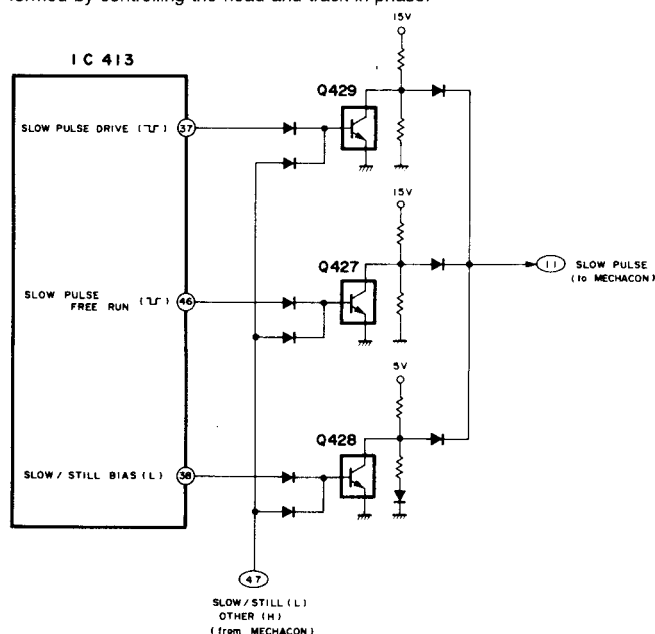 formed by controlling the head and track in phase.
IC 413
15V
Q429
SLOW PULSE DRIVE
37
15V
Q427
SLOW PULSE
FREE RUN
46
11
SLOW PULSE
(to MECHACON)
5V
Q428
SLOW / STILL BIAS (L)
38
47
SLOW / STILL (L)
OTHER (H)
(from MECHACON)